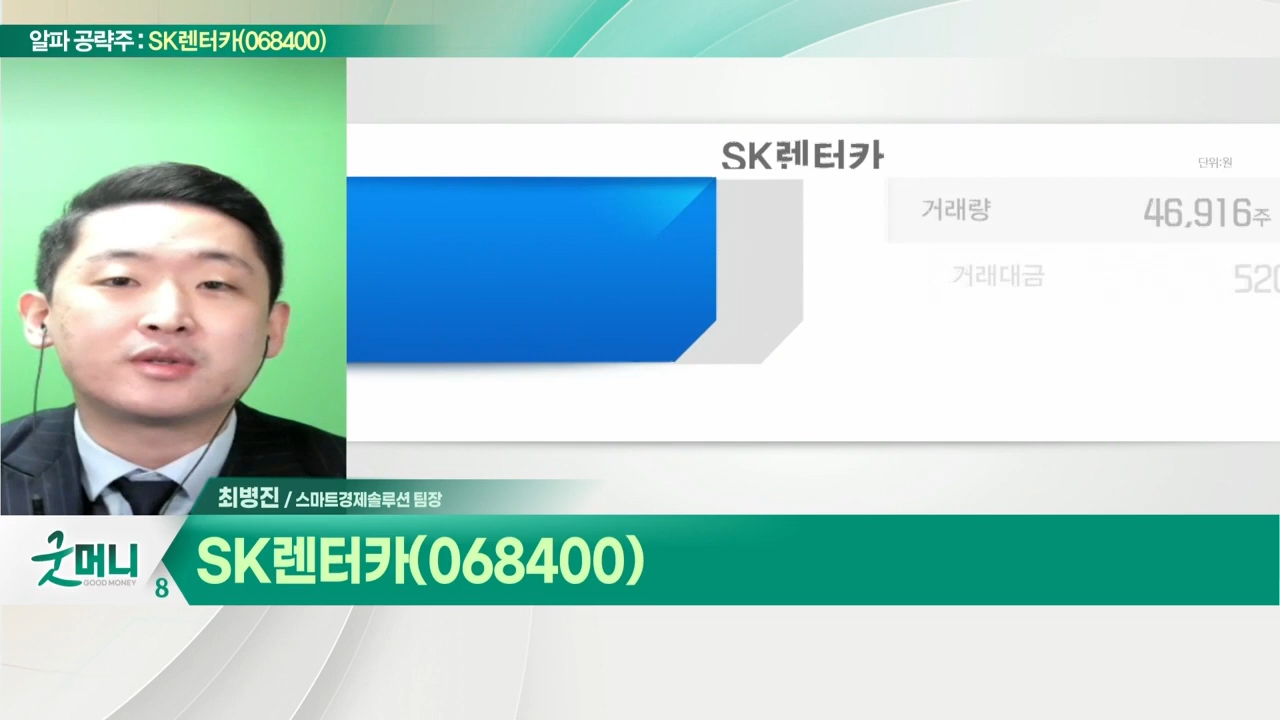 알파 공략주 : SK렌터카(068400)
SK렌터카
단위:원
거래량 46,916주
거래대금 520
최병진 / 스마트경제솔루션 팀장
굿머니
GOOD MONEY
8
SK렌터카(068400)